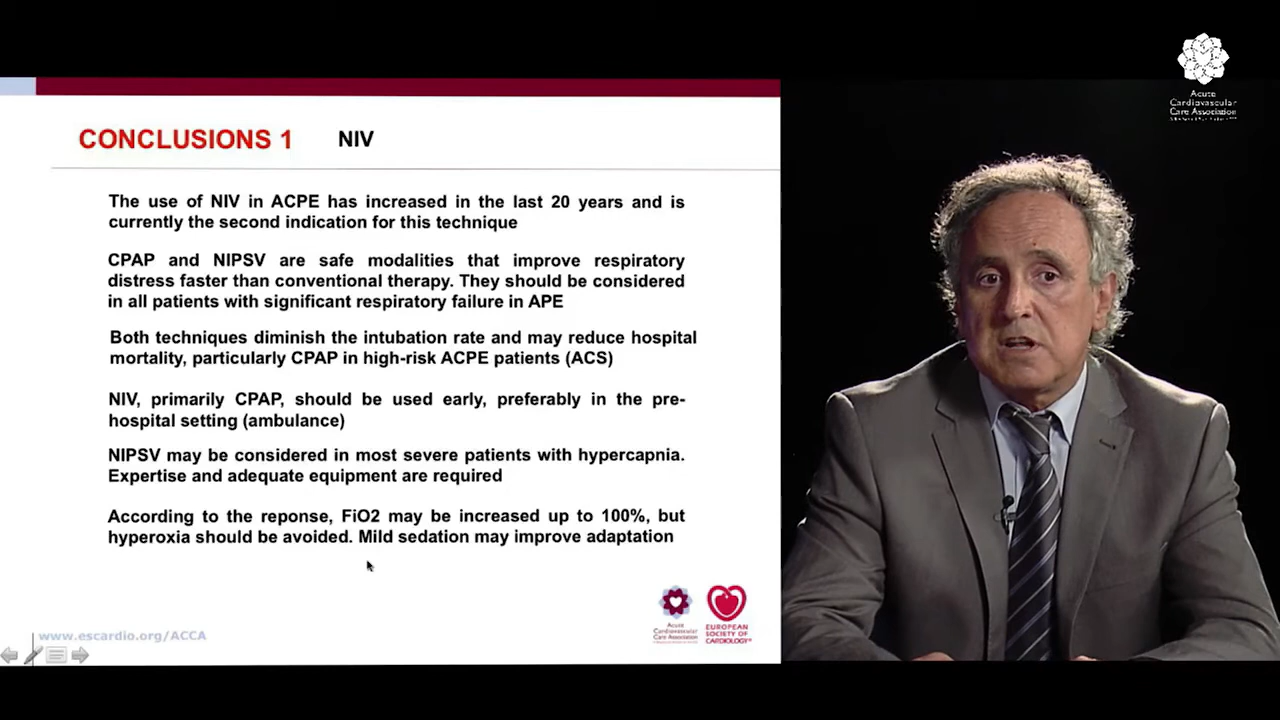 Acute
Cardiovascular
Care Association
CONCLUSIONS 1 NIV
The use of NIV in ACPE has increased in the last 20 years and is
currently the second indication for this technique
CPAP and NIPSV are safe modalities that improve respiratory
distress faster than conventional therapy. They should be considered
in all patients with significant respiratory failure in APE
Both techniques diminish the intubation rate and may reduce hospital
mortality, particularly CPAP in high-risk ACPE patients (ACS)
NIV, primarily CPAP, should be used early, preferably in the pre-
hospital setting (ambulance)
NIPSV may be considered in most severe patients with hypercapnia.
Expertise and adequate equipment are required
According to the reponse, FiO2 may be increased up to 100%, but
hyperoxia should be avoided. Mild sedation may improve adaptation
www.escardio.org/ACCA
Acute
Cardiovascular
Care Association
EUROPEAN
SOCIETY OF
CARDIOLOGY®